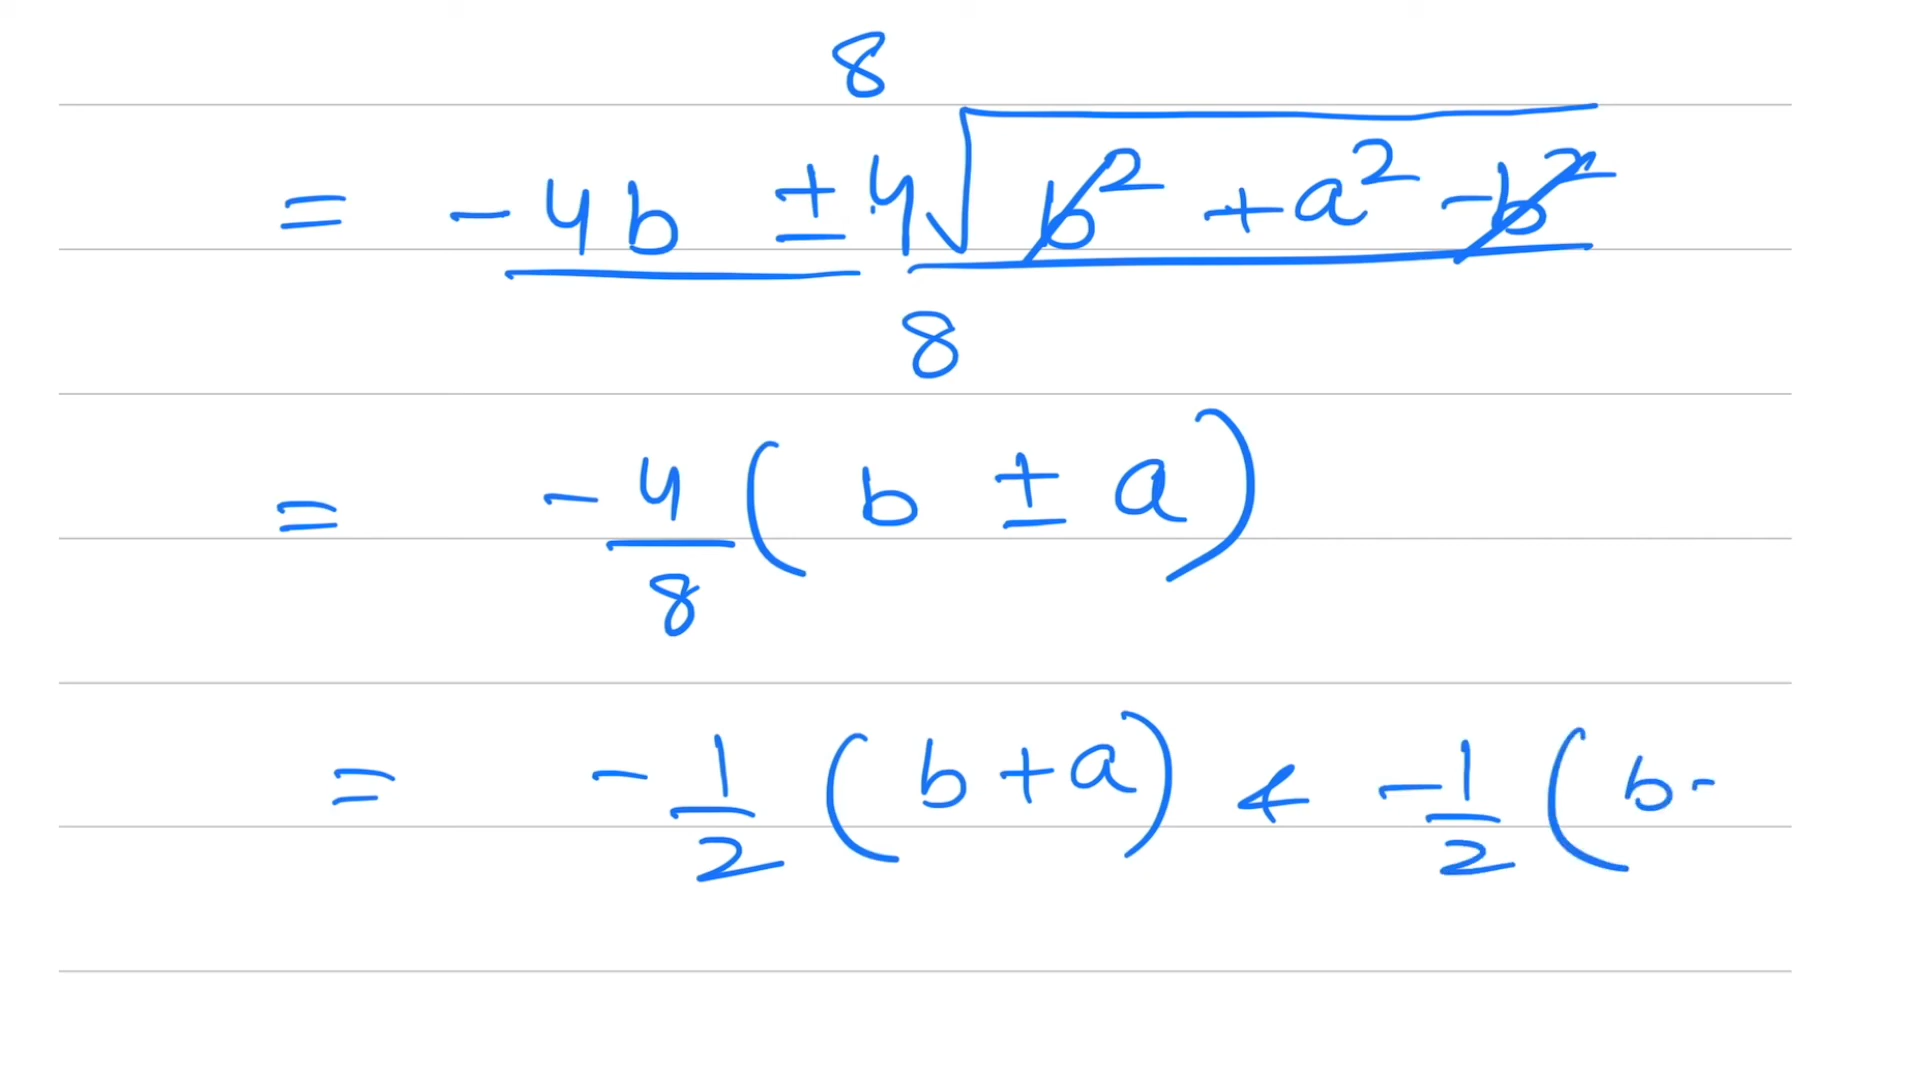 8
= -4b ± 4√(b² + a² - b²)
8
= -4/8 (b ± a)
= -1/2 (b + a) & -1/2 (b -